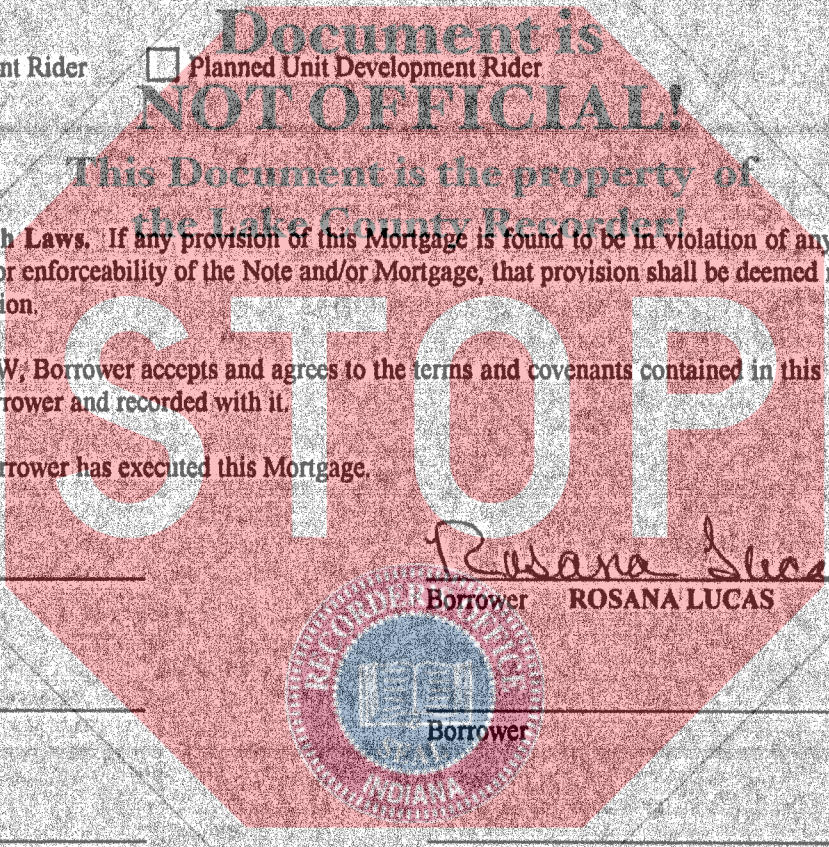 Document is
nt Rider Planned Unit Development Rider
NOT OFFICIAL!
This Document is the property of
the Lake County Recorder!
h Laws. If any provision of this Mortgage is found to be in violation of any
or enforceability of the Note and/or Mortgage, that provision shall be deemed
ion.
STOP
W, Borrower accepts and agrees to the terms and covenants contained in this
rrower and recorded with it.
rrower has executed this Mortgage.
Rosana Lucas
Borrower ROSANA LUCAS
RECORDER'S OFFICE
Borrower
INDIANA